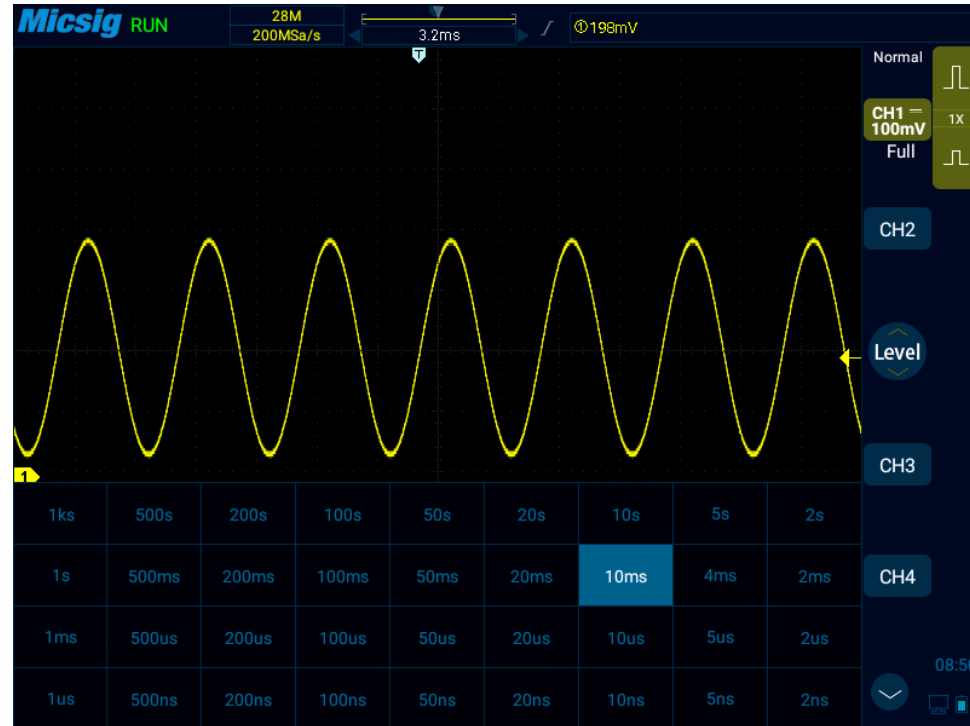 Micsig RUN 28M 200MSa/s 3.2ms ①198mV
T
Normal
CH1 100mV 1X
Full
CH2
Level
CH3
1
1ks 500s 200s 100s 50s 20s 10s 5s 2s
1s 500ms 200ms 100ms 50ms 20ms 10ms 4ms 2ms
CH4
1ms 500us 200us 100us 50us 20us 10us 5us 2us
1us 500ns 200ns 100ns 50ns 20ns 10ns 5ns 2ns